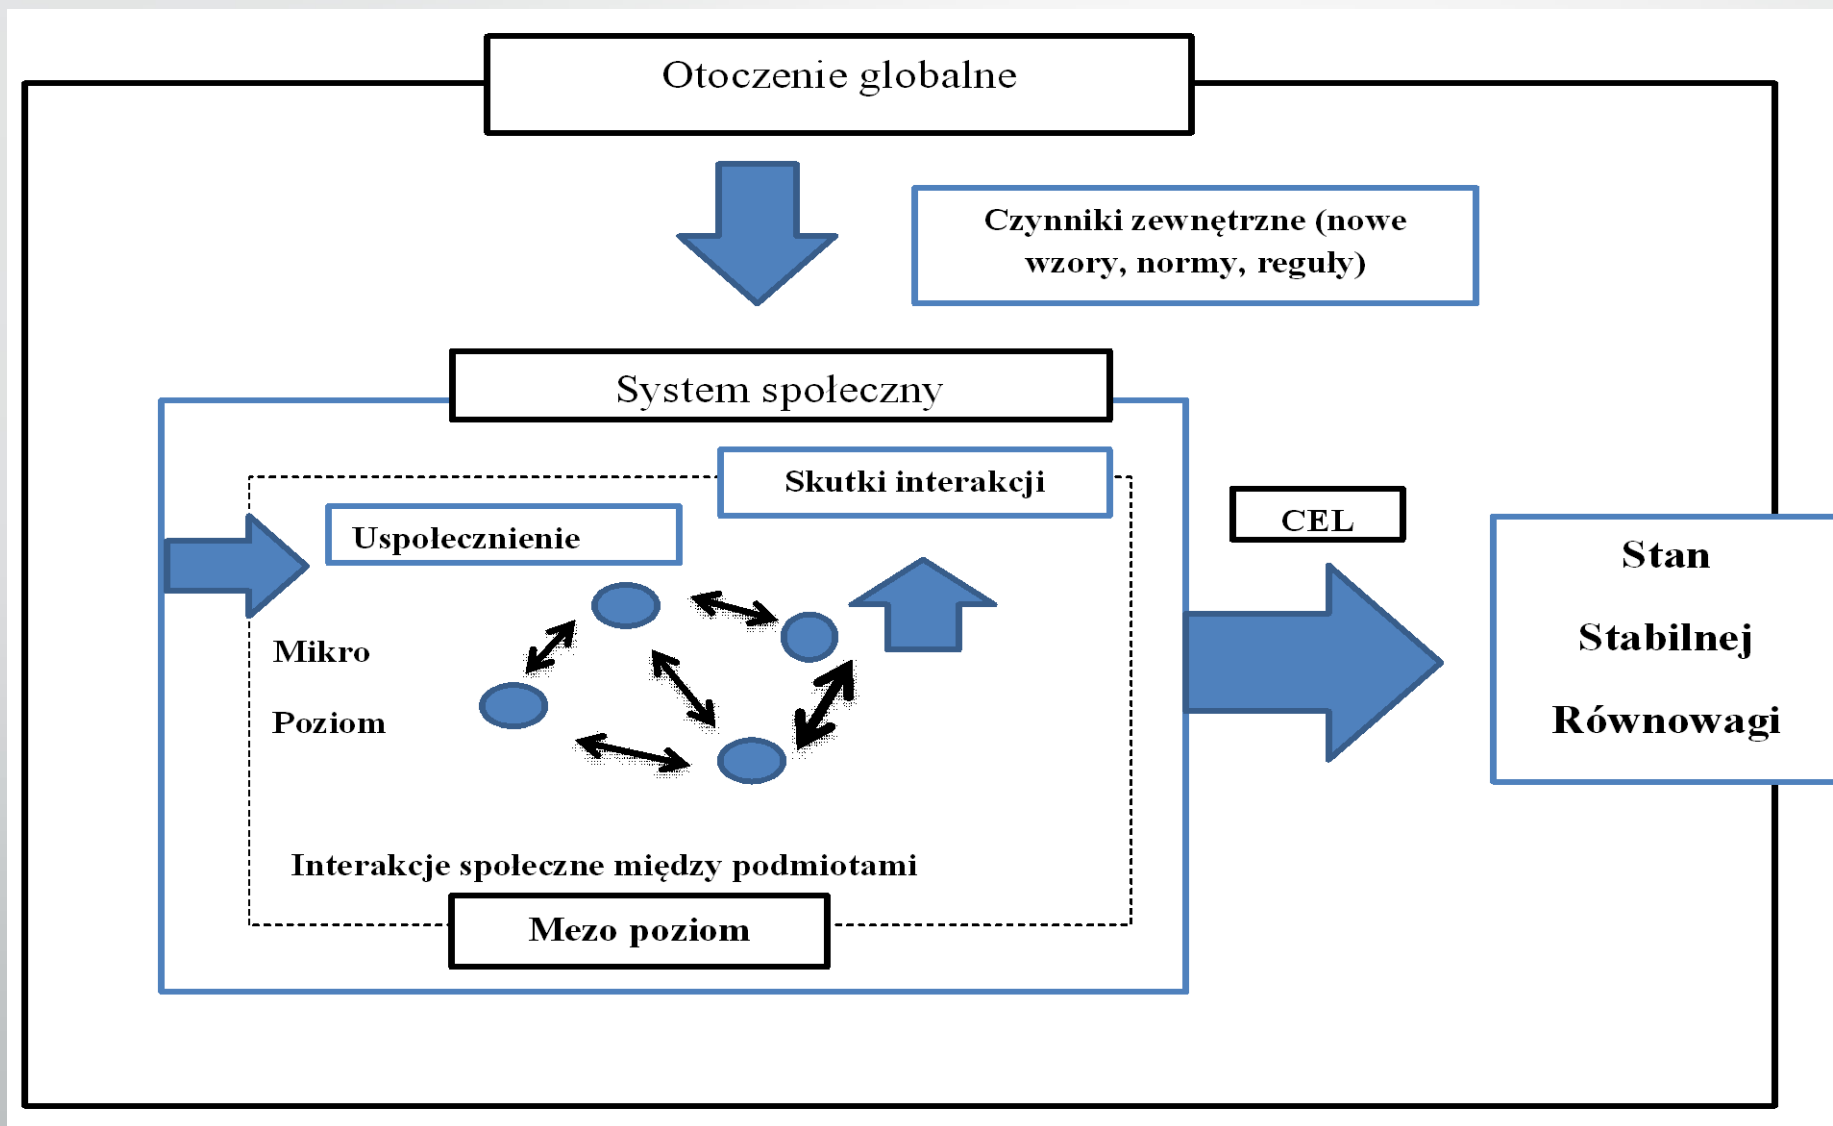 Otoczenie globalne
Czynniki zewnętrzne (nowe
wzory, normy, reguły)
System społeczny
Skutki interakcji
Uspołecznienie
CEL
Stan
Stabilnej
Równowagi
Mikro
Poziom
Interakcje społeczne między podmiotami
Mezo poziom